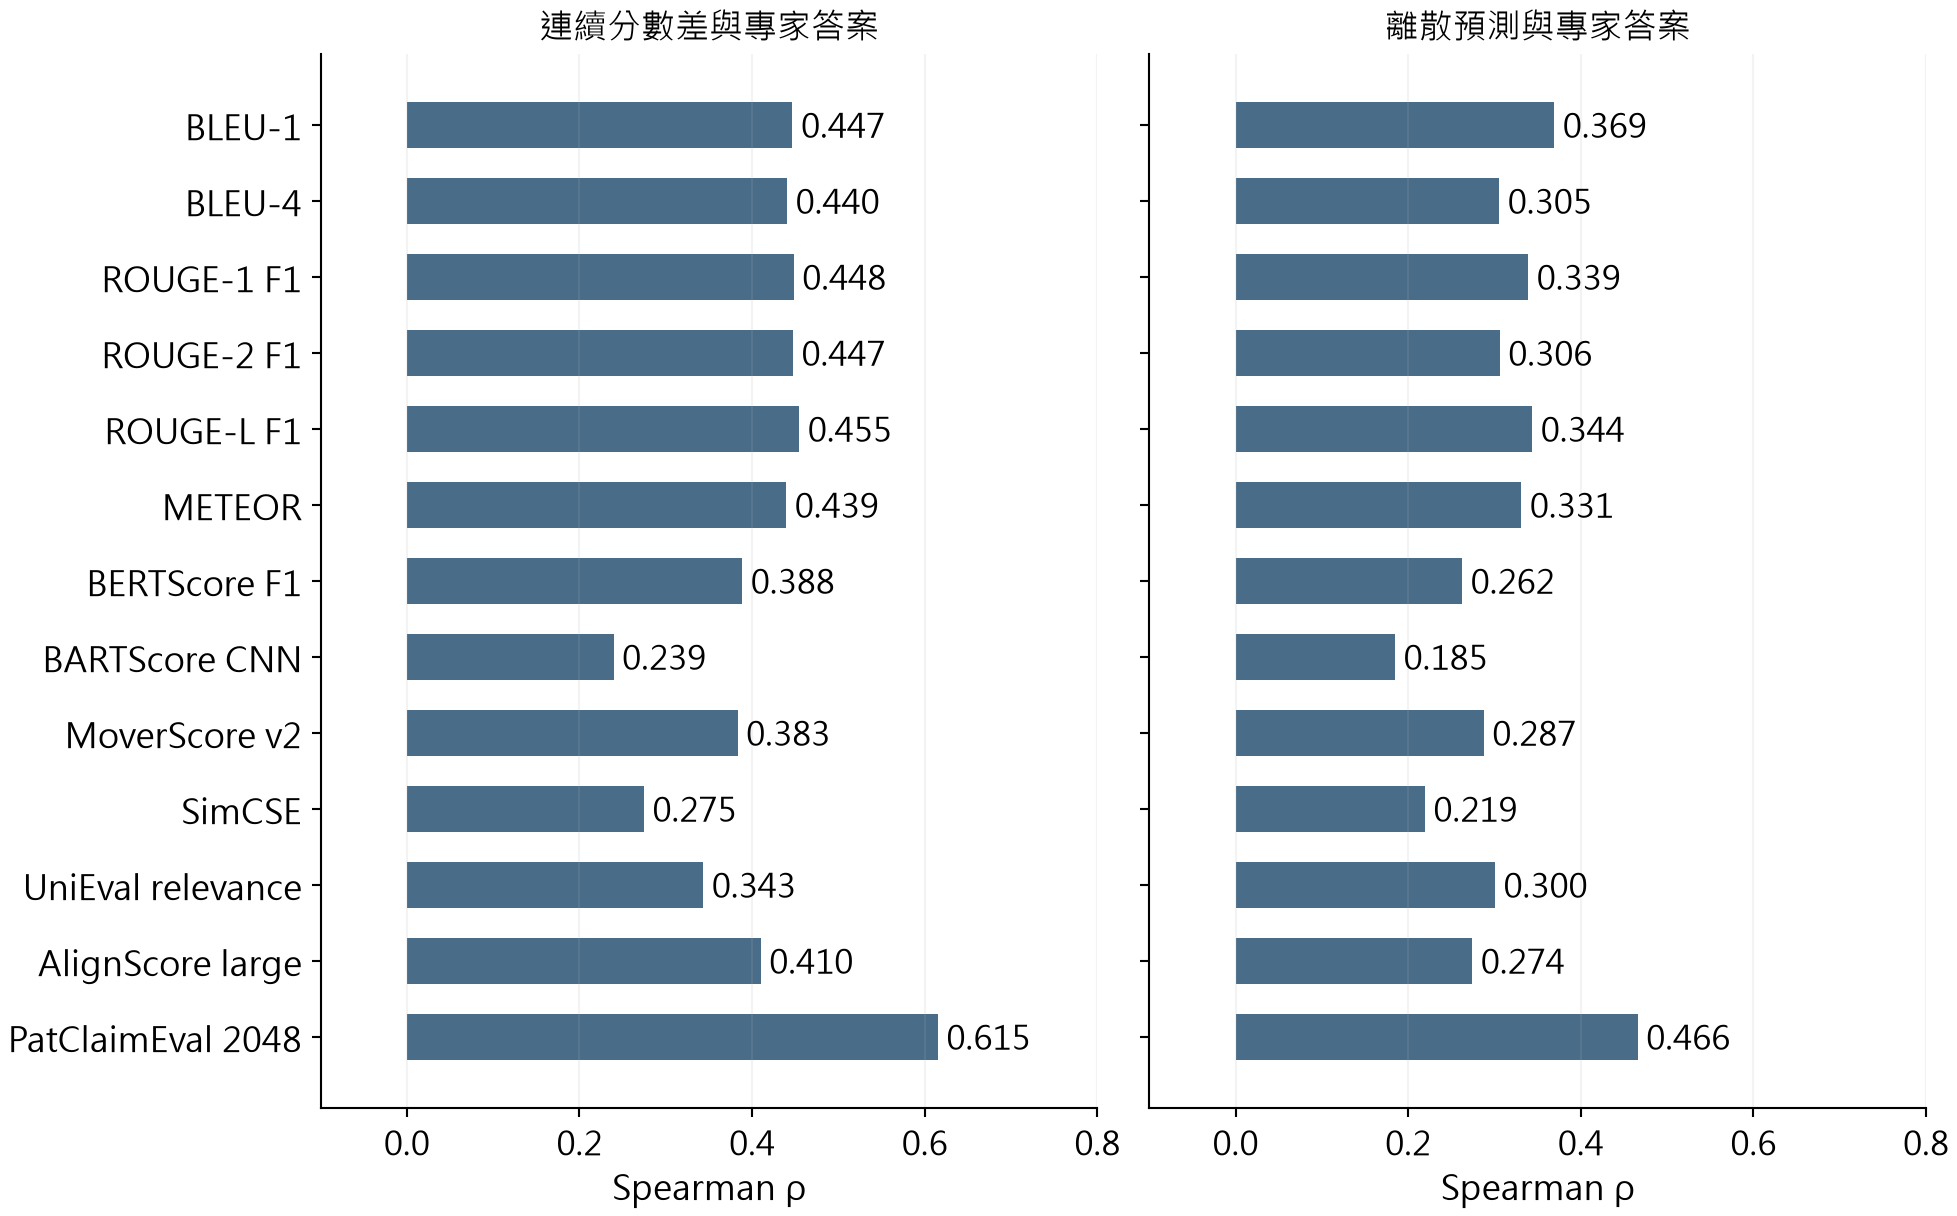 連續分數差與專家答案
BLEU-1 0.447
BLEU-4 0.440
ROUGE-1 F1 0.448
ROUGE-2 F1 0.447
ROUGE-L F1 0.455
METEOR 0.439
BERTScore F1 0.388
BARTScore CNN 0.239
MoverScore v2 0.383
SimCSE 0.275
UniEval relevance 0.343
AlignScore large 0.410
PatClaimEval 2048 0.615
0.0 0.2 0.4 0.6 0.8
Spearman ρ
離散預測與專家答案
0.369
0.305
0.339
0.306
0.344
0.331
0.262
0.185
0.287
0.219
0.300
0.274
0.466
0.0 0.2 0.4 0.6 0.8
Spearman ρ